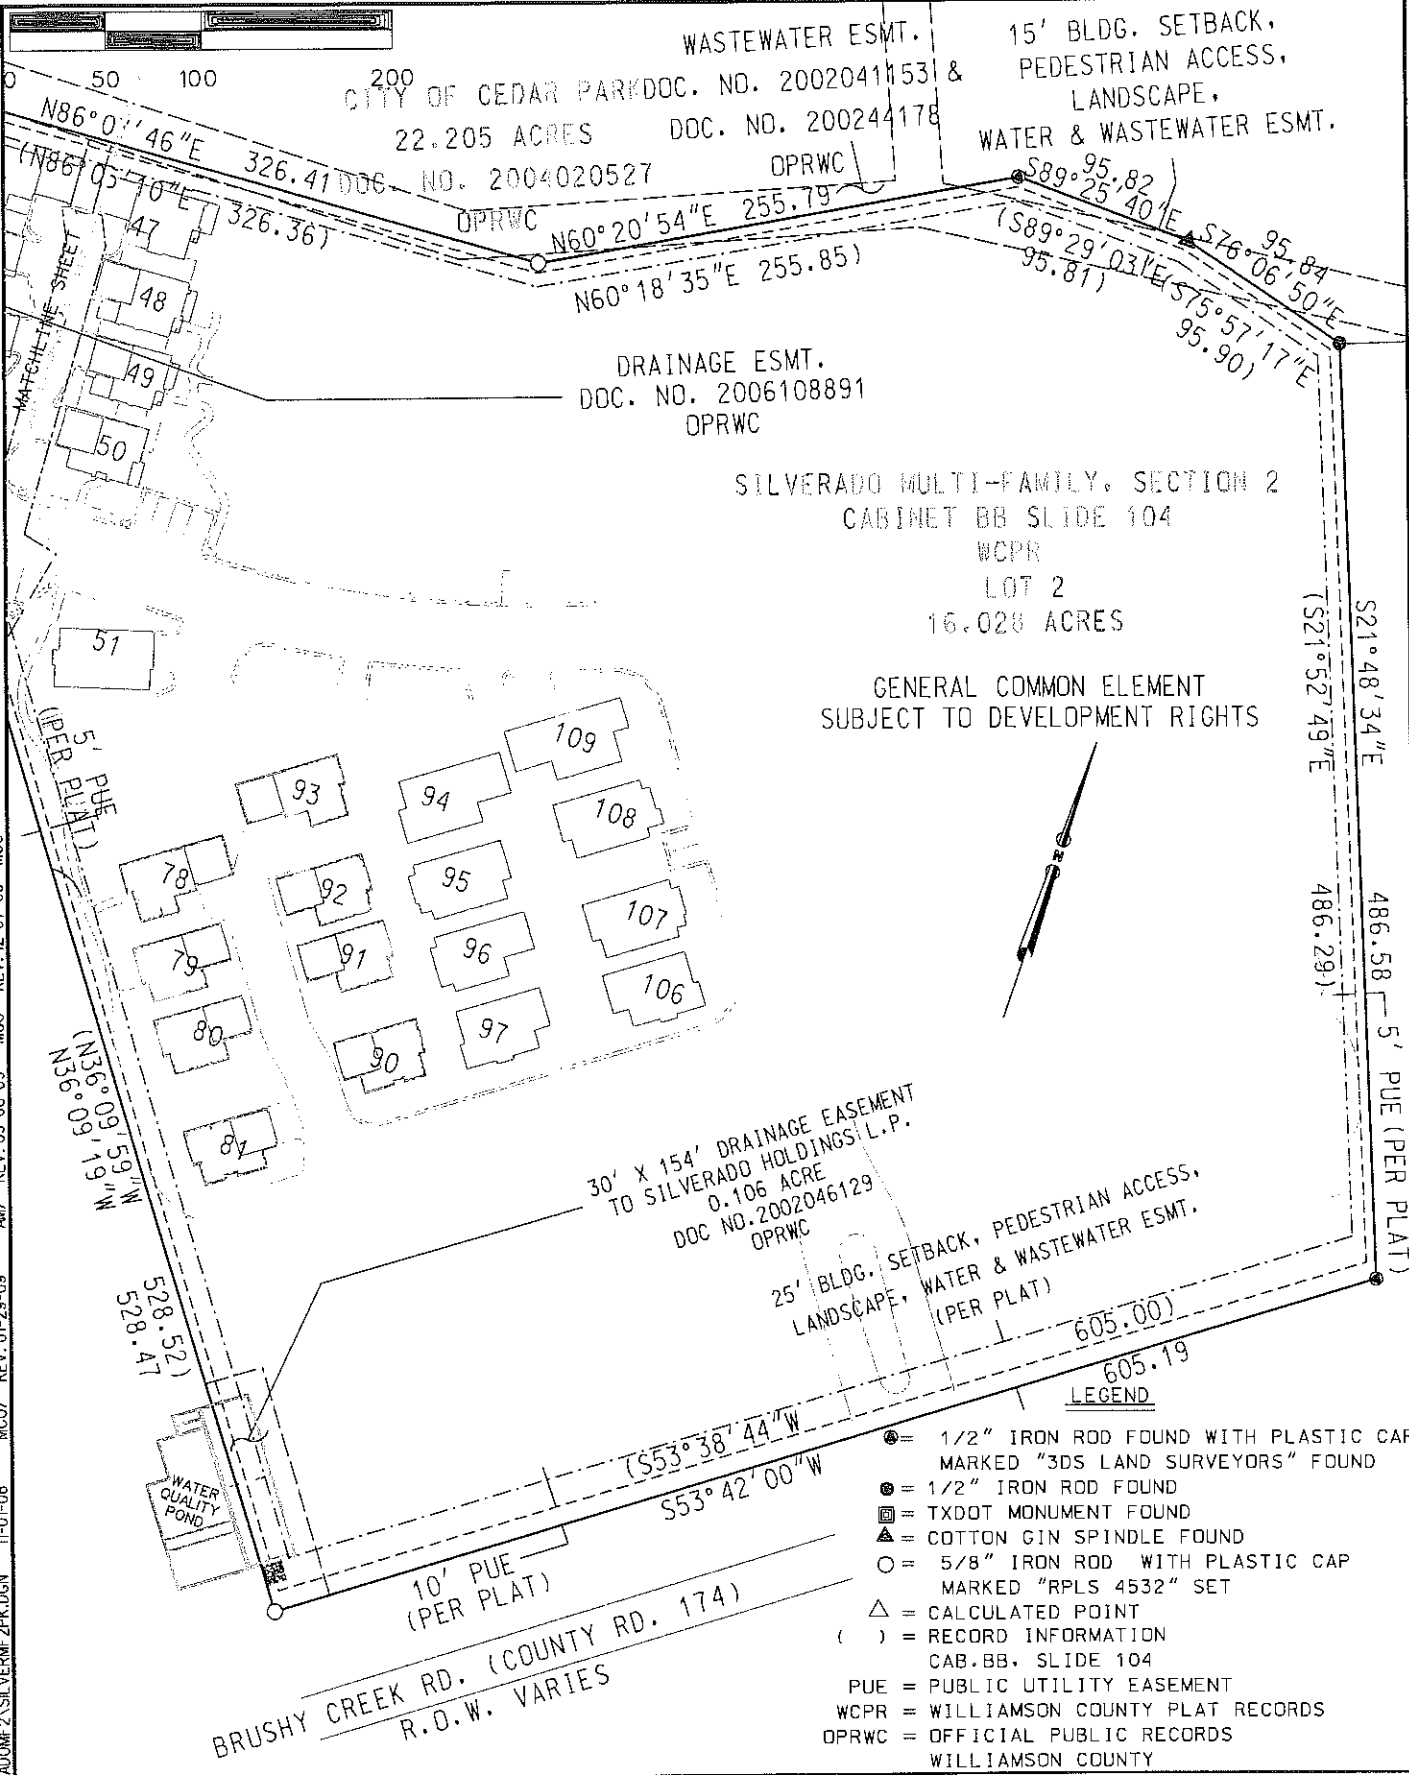 0 50 100 200
WASTEWATER ESMT.
DOC. NO. 2002041153 &
DOC. NO. 200244178
OPRWC
15' BLDG. SETBACK,
PEDESTRIAN ACCESS,
LANDSCAPE,
WATER & WASTEWATER ESMT.
CITY OF CEDAR PARK
22.205 ACRES
DOC. NO. 2004020527
OPRWC
326.41
(N86°05'10"E
326.36)
N60°20'54"E 255.79
N60°18'35"E 255.85)
S89°25'40"E
95.82
(S89°29'03"E
95.81)
S76°06'50"E
95.84
(S75°57'17"E
95.90)
MATCHLINE SHEET
47
48
49
50
DRAINAGE ESMT.
DOC. NO. 2006108891
OPRWC
SILVERADO MULTI-FAMILY, SECTION 2
CABINET BB SLIDE 104
WCPR
LOT 2
16.028 ACRES
GENERAL COMMON ELEMENT
SUBJECT TO DEVELOPMENT RIGHTS
N
S21°48'34"E
486.58
(S21°52'49"E
486.29)
5' PUE (PER PLAT)
51
5' PUE
(PER PLAT)
109
93
94
108
78
92
95
107
79
91
96
106
80
90
97
81
(N36°09'59"W
N36°09'19"W
528.52)
528.47
30' X 154' DRAINAGE EASEMENT
TO SILVERADO HOLDINGS L.P.
0.106 ACRE
DOC NO.2002046129
OPRWC
25' BLDG. SETBACK, PEDESTRIAN ACCESS,
LANDSCAPE, WATER & WASTEWATER ESMT.
(PER PLAT)
605.00)
605.19
(S53°38'44"W
S53°42'00"W
WATER
QUALITY
POND
10' PUE
(PER PLAT)
BRUSHY CREEK RD. (COUNTY RD. 174)
R.O.W. VARIES
LEGEND
= 1/2" IRON ROD FOUND WITH PLASTIC CAP
MARKED "3DS LAND SURVEYORS" FOUND
= 1/2" IRON ROD FOUND
= TXDOT MONUMENT FOUND
= COTTON GIN SPINDLE FOUND
= 5/8" IRON ROD WITH PLASTIC CAP
MARKED "RPLS 4532" SET
= CALCULATED POINT
( ) = RECORD INFORMATION
CAB.BB, SLIDE 104
PUE = PUBLIC UTILITY EASEMENT
WCPR = WILLIAMSON COUNTY PLAT RECORDS
OPRWC = OFFICIAL PUBLIC RECORDS
WILLIAMSON COUNTY